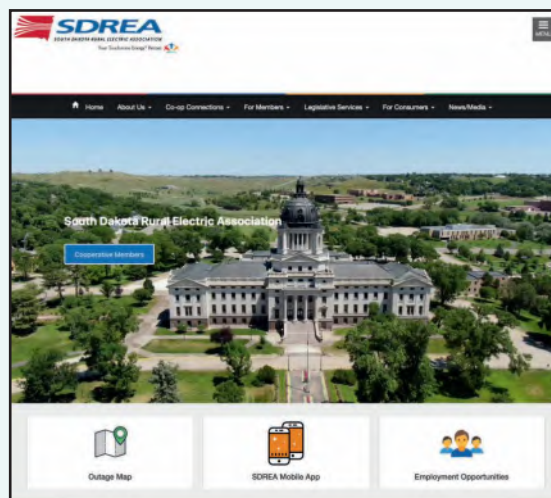 SDREA
SOUTH DAKOTA RURAL ELECTRIC ASSOCIATION
Your Touchstone Energy® Partner
MENU
Home About Us Co-op Connections For Members Legislative Services For Consumers News/Media
South Dakota Rural Electric Association
Cooperative Members
Outage Map SDREA Mobile App Employment Opportunities